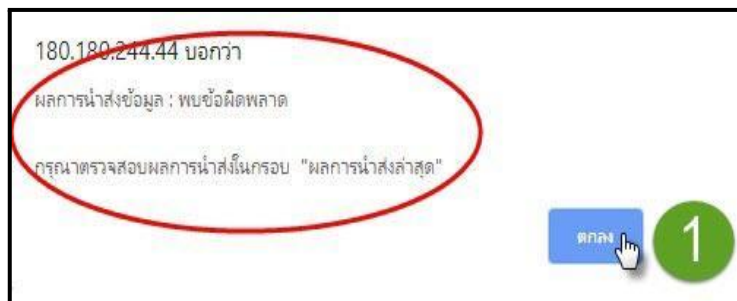 180.180.244.44 บอกว่า
ผลการนำส่งข้อมูล : พบข้อผิดพลาด
กรุณาตรวจสอบผลการนำส่งในกรอบ "ผลการนำส่งล่าสุด"
ตกลง
1